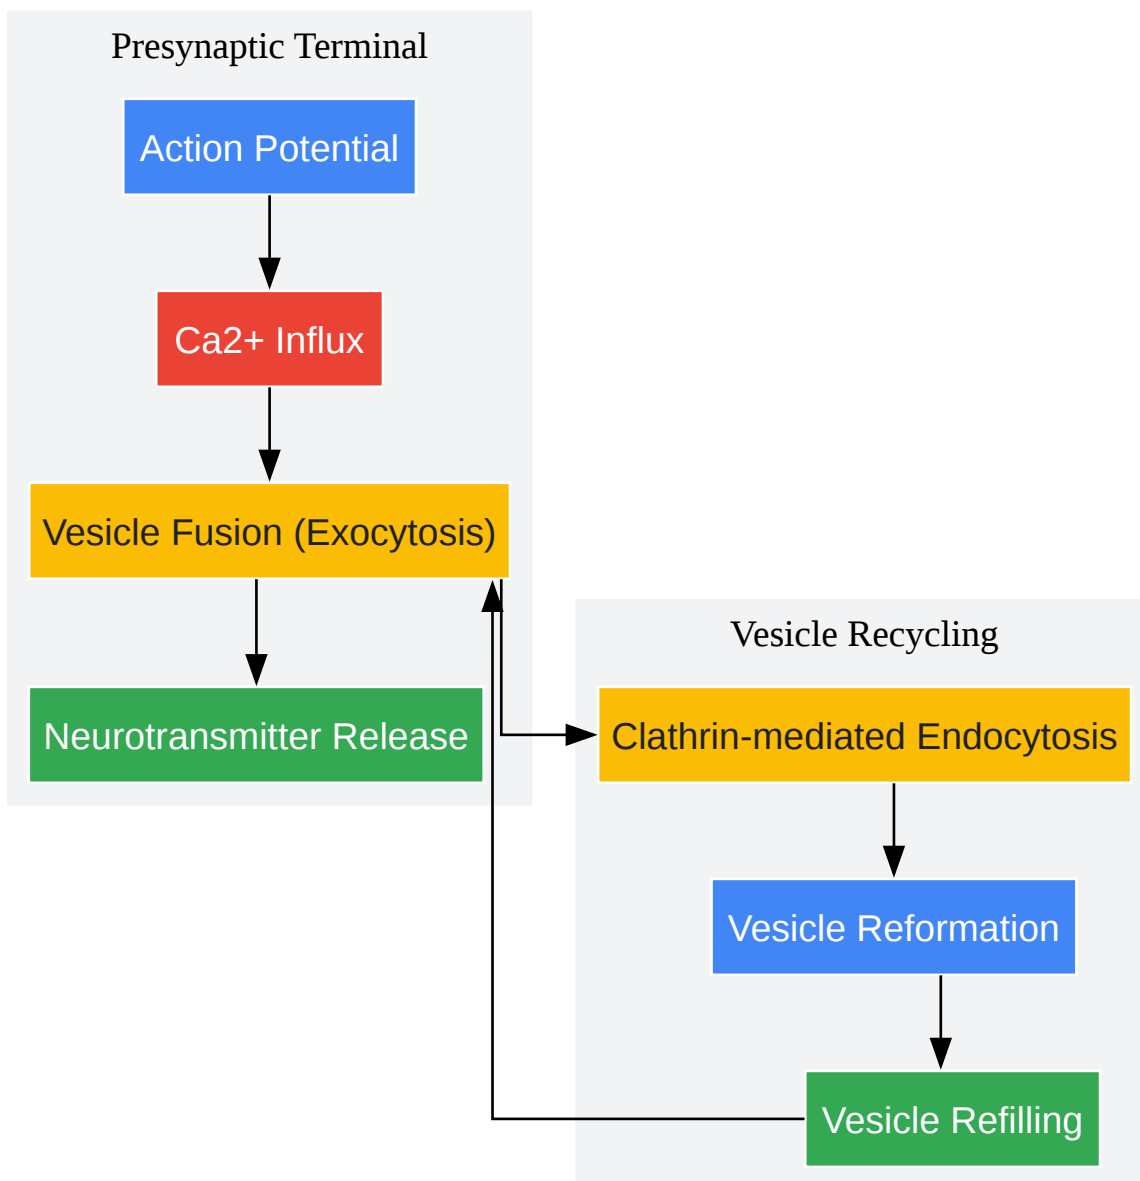 Presynaptic Terminal
Action Potential
Ca2+ Influx
Vesicle Fusion (Exocytosis)
Neurotransmitter Release
Vesicle Recycling
Clathrin-mediated Endocytosis
Vesicle Reformation
Vesicle Refilling